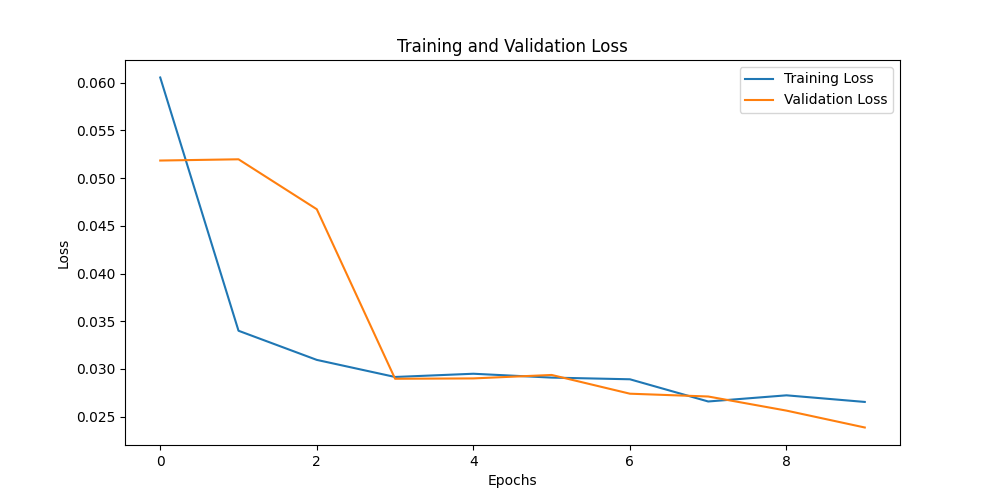 Training and Validation Loss
Training Loss
Validation Loss
0.060
0.055
0.050
0.045
0.040
0.035
0.030
0.025
Loss
0 2 4 6 8
Epochs